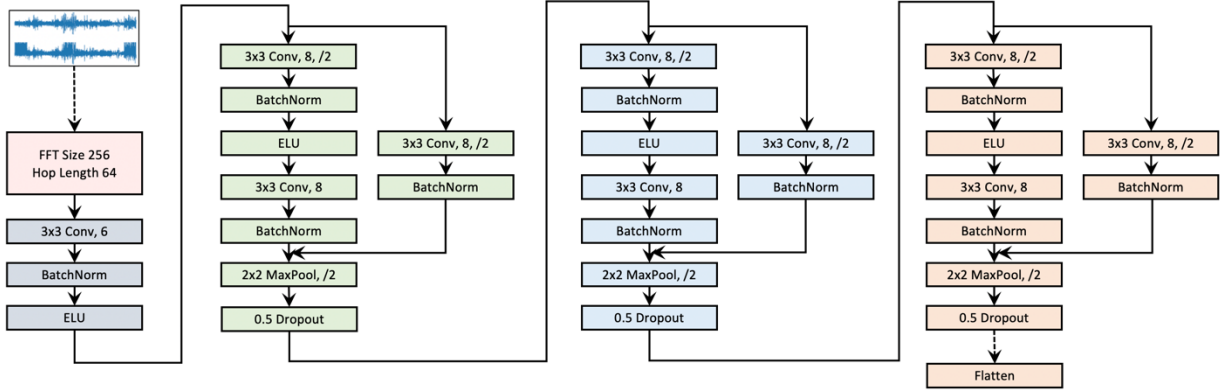 FFT Size 256
Hop Length 64
3x3 Conv, 6
BatchNorm
ELU
3x3 Conv, 8, /2
BatchNorm
ELU
3x3 Conv, 8
BatchNorm
2x2 MaxPool, /2
0.5 Dropout
3x3 Conv, 8, /2
BatchNorm
3x3 Conv, 8, /2
BatchNorm
ELU
3x3 Conv, 8
BatchNorm
2x2 MaxPool, /2
0.5 Dropout
3x3 Conv, 8, /2
BatchNorm
3x3 Conv, 8, /2
BatchNorm
ELU
3x3 Conv, 8
BatchNorm
2x2 MaxPool, /2
0.5 Dropout
Flatten
3x3 Conv, 8, /2
BatchNorm